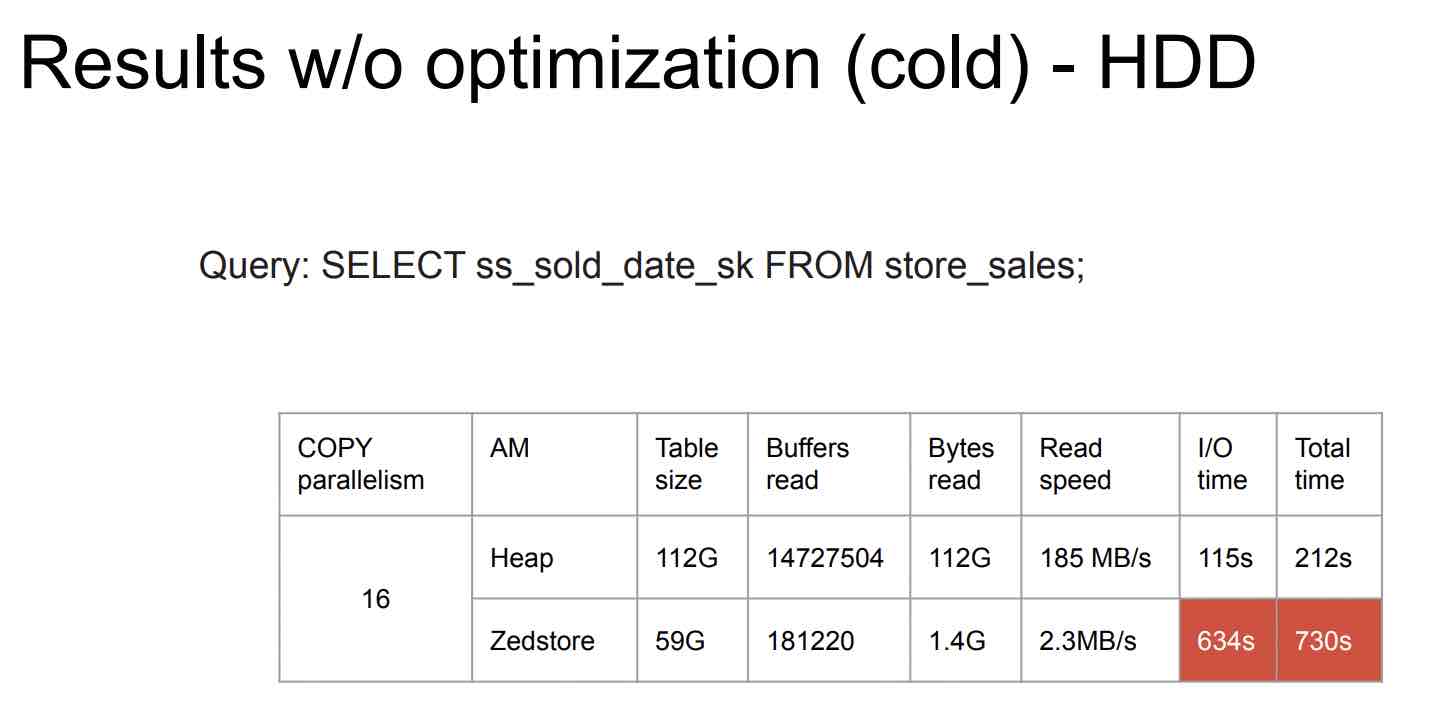 Results w/o optimization (cold) - HDD
Query: SELECT ss_sold_date_sk FROM store_sales;
COPY parallelism AM Table size Buffers read Bytes read Read speed I/O time Total time
16
Heap 112G 14727504 112G 185 MB/s 115s 212s
Zedstore 59G 181220 1.4G 2.3MB/s 634s 730s